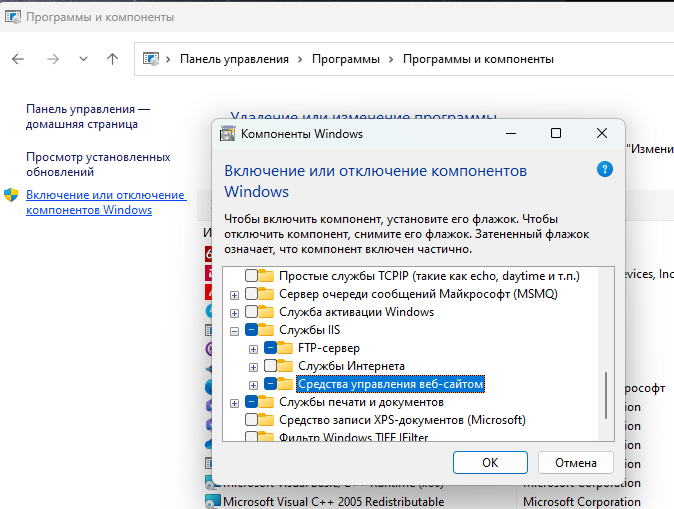 Программы и компоненты
Панель управления > Программы > Программы и компоненты
Панель управления —
домашняя страница
Просмотр установленных
обновлений
Включение или отключение
компонентов Windows
Удаление или изменение программы
"Измени
Компоненты Windows
Включение или отключение компонентов
Windows
?
Чтобы включить компонент, установите его флажок. Чтобы
отключить компонент, снимите его флажок. Затененный флажок
означает, что компонент включен частично.
Простые службы TCPIP (такие как echo, daytime и т.п.)
Сервер очереди сообщений Майкрософт (MSMQ)
Служба активации Windows
Службы IIS
FTP-сервер
Службы Интернета
Средства управления веб-сайтом
Службы печати и документов
Средство записи XPS-документов (Microsoft)
Фильтр Windows TIFF IFilter
OK
Отмена
evices, Inc
рософт
Microsoft Corporation
Microsoft Visual C++ 2005 Redistributable
Microsoft Corporation